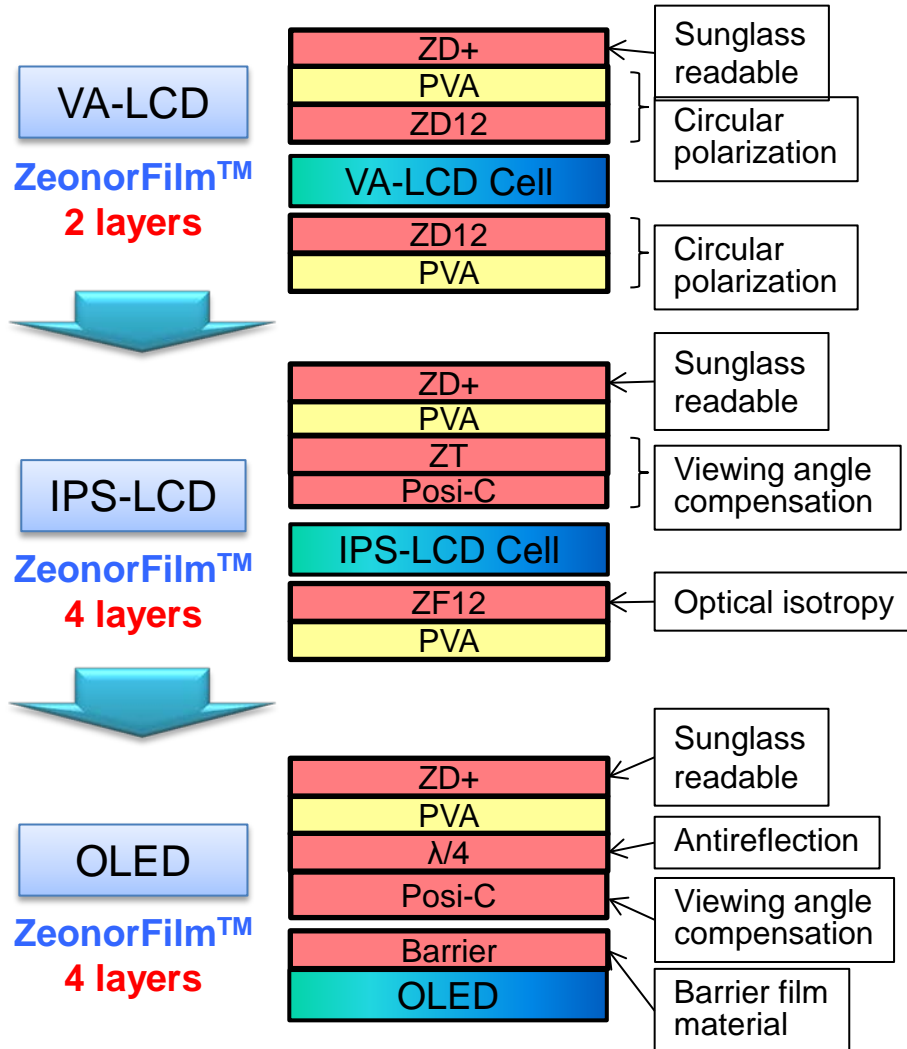 VA-LCD
ZeonorFilm™
2 layers
ZD+
PVA
ZD12
VA-LCD Cell
ZD12
PVA
Sunglass
readable
Circular
polarization
Circular
polarization
IPS-LCD
ZeonorFilm™
4 layers
ZD+
PVA
ZT
Posi-C
IPS-LCD Cell
ZF12
PVA
Sunglass
readable
Viewing angle
compensation
Optical isotropy
OLED
ZeonorFilm™
4 layers
ZD+
PVA
λ/4
Posi-C
Barrier
OLED
Sunglass
readable
Antireflection
Viewing angle
compensation
Barrier film
material